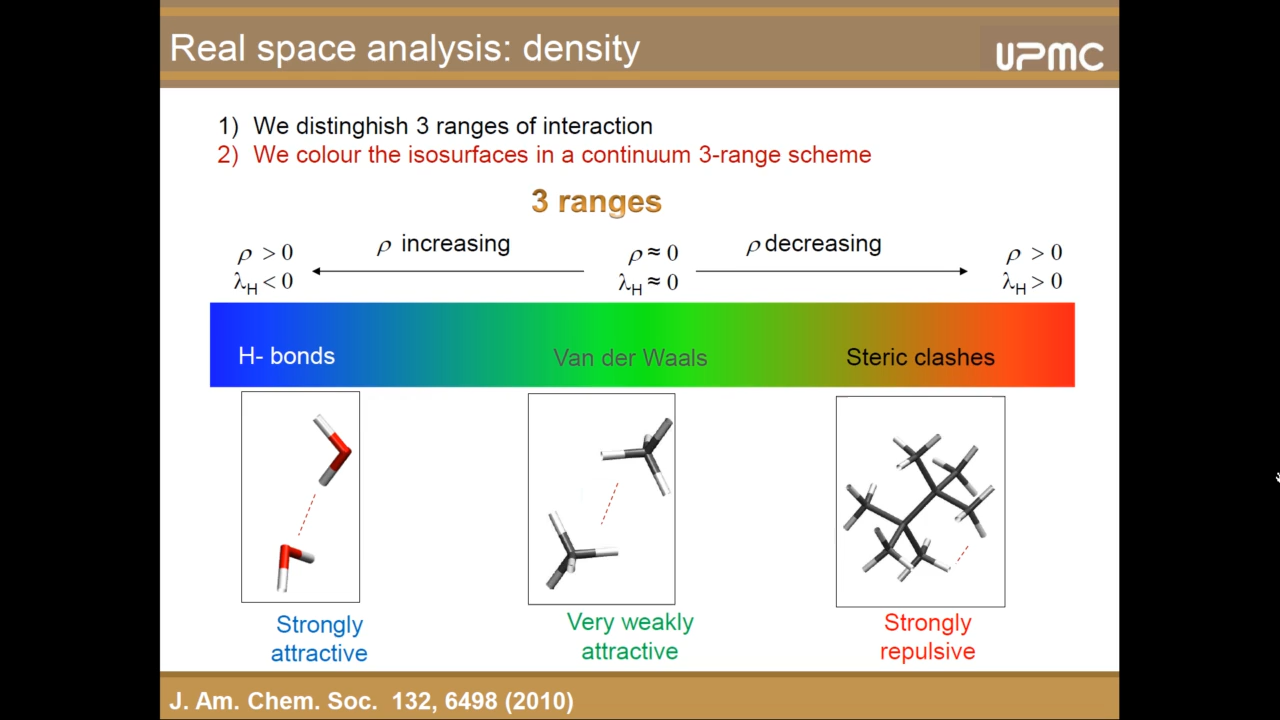 Real space analysis: density
UPMC
1) We distinghish 3 ranges of interaction
2) We colour the isosurfaces in a continuum 3-range scheme
3 ranges
ρ > 0
λH < 0
ρ increasing
ρ ≈ 0
λH ≈ 0
ρ decreasing
ρ > 0
λH > 0
H- bonds
Van der Waals
Steric clashes
Strongly
attractive
Very weakly
attractive
Strongly
repulsive
J. Am. Chem. Soc. 132, 6498 (2010)